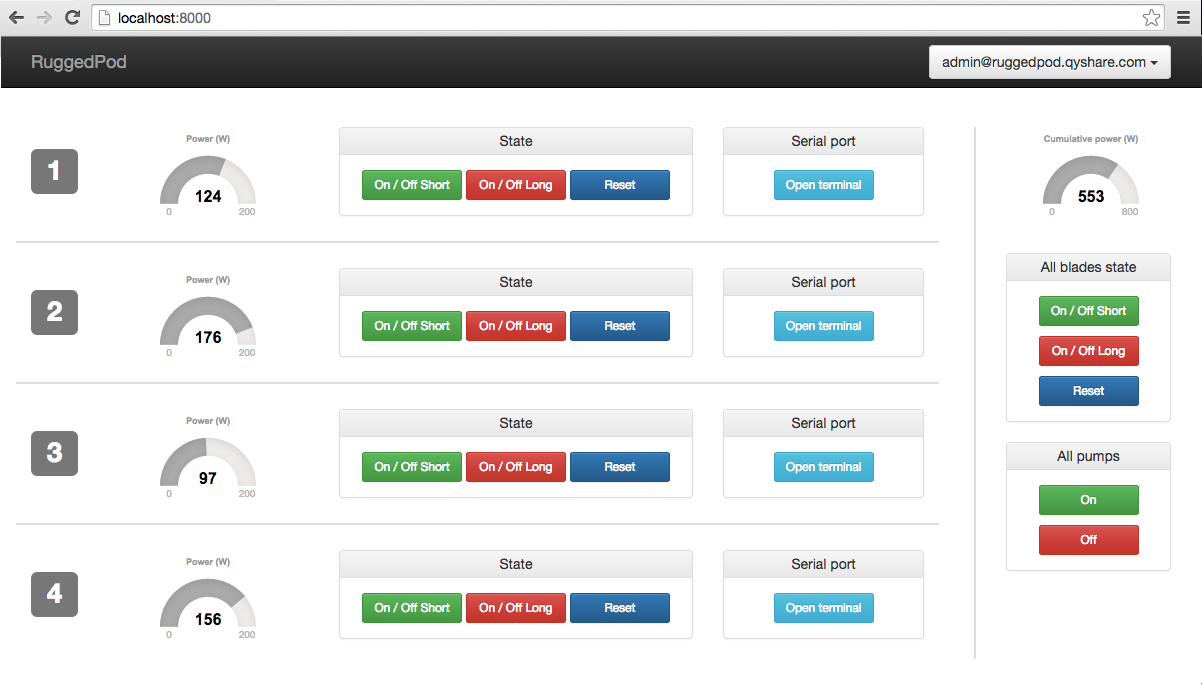 localhost:8000
RuggedPod
admin@ruggedpod.qyshare.com
1
Power (W)
124
0 200
State
On / Off Short On / Off Long Reset
Serial port
Open terminal
2
Power (W)
176
0 200
State
On / Off Short On / Off Long Reset
Serial port
Open terminal
3
Power (W)
97
0 200
State
On / Off Short On / Off Long Reset
Serial port
Open terminal
4
Power (W)
156
0 200
State
On / Off Short On / Off Long Reset
Serial port
Open terminal
Cumulative power (W)
553
0 800
All blades state
On / Off Short
On / Off Long
Reset
All pumps
On
Off